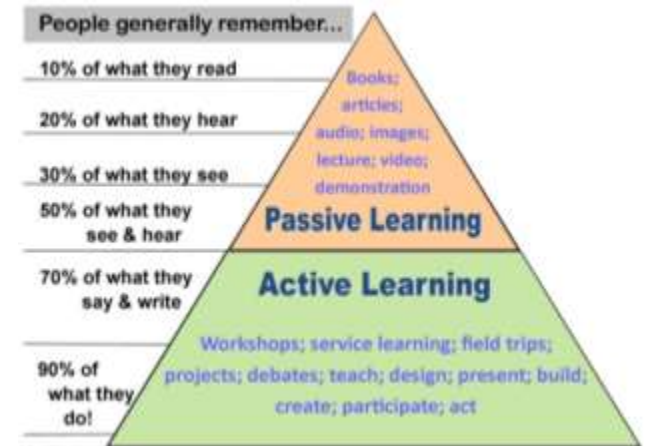 People generally remember...
10% of what they read
20% of what they hear
30% of what they see
50% of what they
see & hear
70% of what they
say & write
90% of
what they
do!
Books;
articles;
audio; images;
lecture; video;
demonstration
Passive Learning
Active Learning
Workshops; service learning; field trips;
projects; debates; teach; design; present; build;
create; participate; act